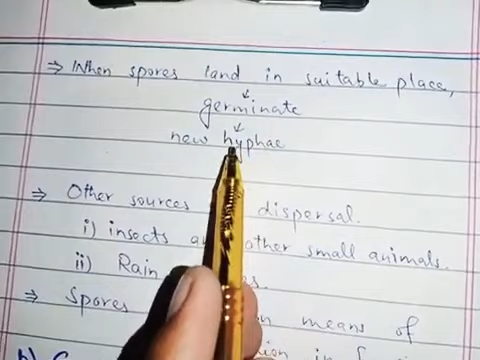 ⇒ When spores land in suitable place,
↓
germinate
↓
new hyphae
⇒ Other sources dispersal.
i) insects other small animals.
ii) Rain
⇒ Spores means of
b) in